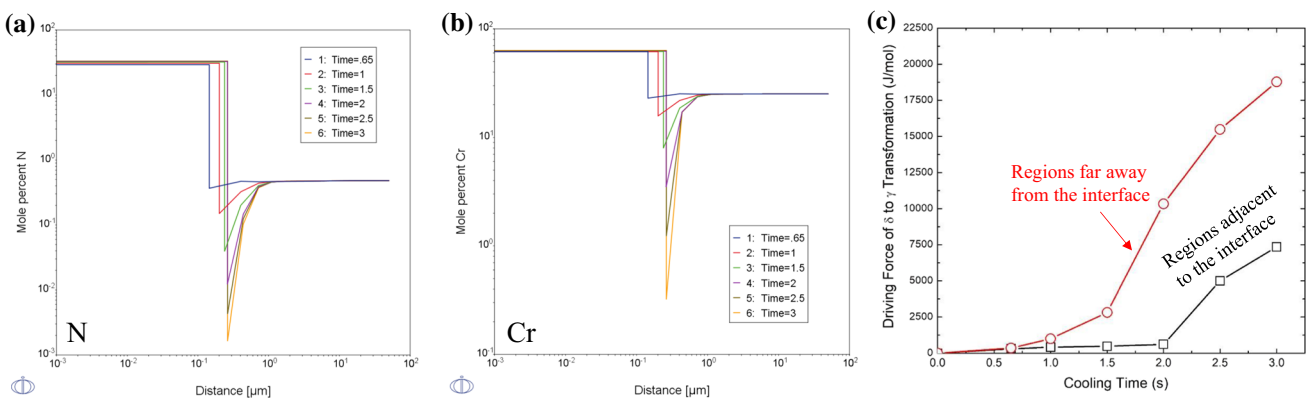 (a)
10²
10¹
10⁰
10⁻¹
10⁻²
10⁻³
Mole percent N
1: Time=.65
2: Time=1
3: Time=1.5
4: Time=2
5: Time=2.5
6: Time=3
N
10⁻³ 10⁻² 10⁻¹ 10⁰ 10¹ 10²
Distance [µm]
(b)
10²
10¹
10⁰
10⁻¹
Mole percent Cr
1: Time=.65
2: Time=1
3: Time=1.5
4: Time=2
5: Time=2.5
6: Time=3
Cr
10⁻³ 10⁻² 10⁻¹ 10⁰ 10¹ 10²
Distance [µm]
(c)
22500
20000
17500
15000
12500
10000
7500
5000
2500
0
Driving Force of δ to γ Transformation (J/mol)
Regions far away
from the interface
Regions adjacent
to the interface
0.0 0.5 1.0 1.5 2.0 2.5 3.0
Cooling Time (s)